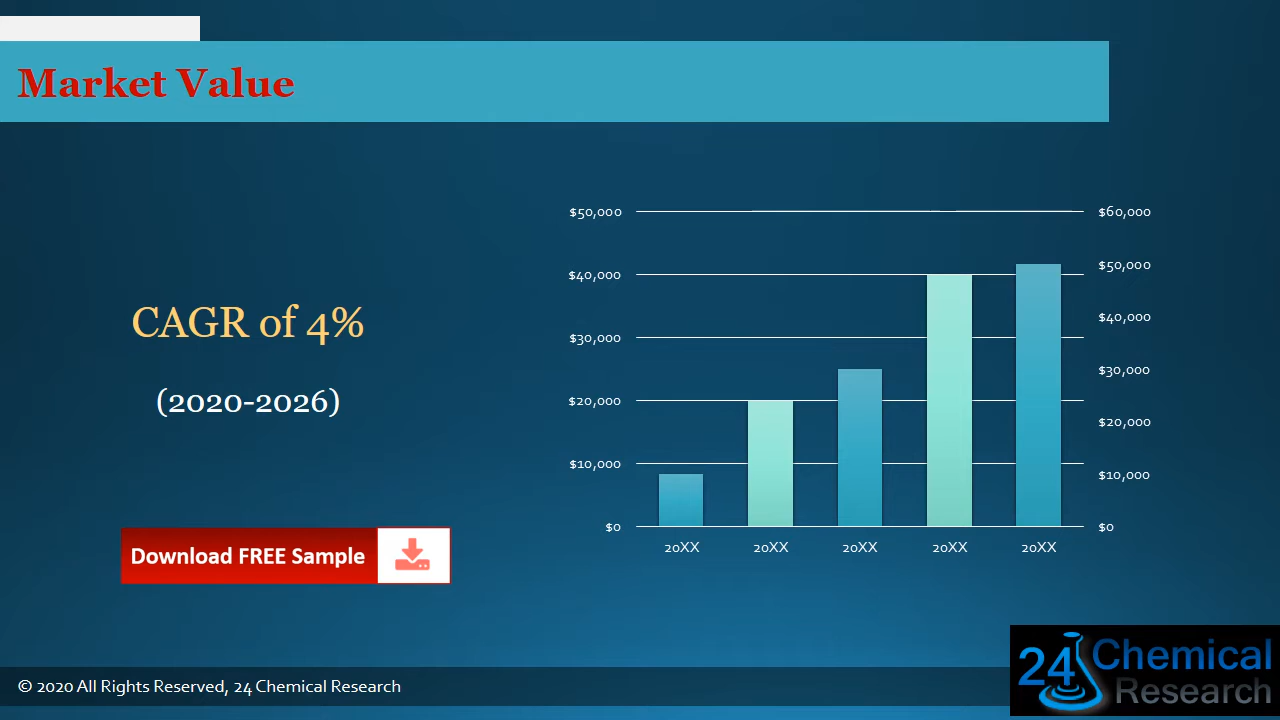 Market Value
CAGR of 4%
(2020-2026)
Download FREE Sample
$50,000
$40,000
$30,000
$20,000
$10,000
$0
$60,000
$50,000
$40,000
$30,000
$20,000
$10,000
$0
20XX 20XX 20XX 20XX 20XX
© 2020 All Rights Reserved, 24 Chemical Research
24 Chemical
Research